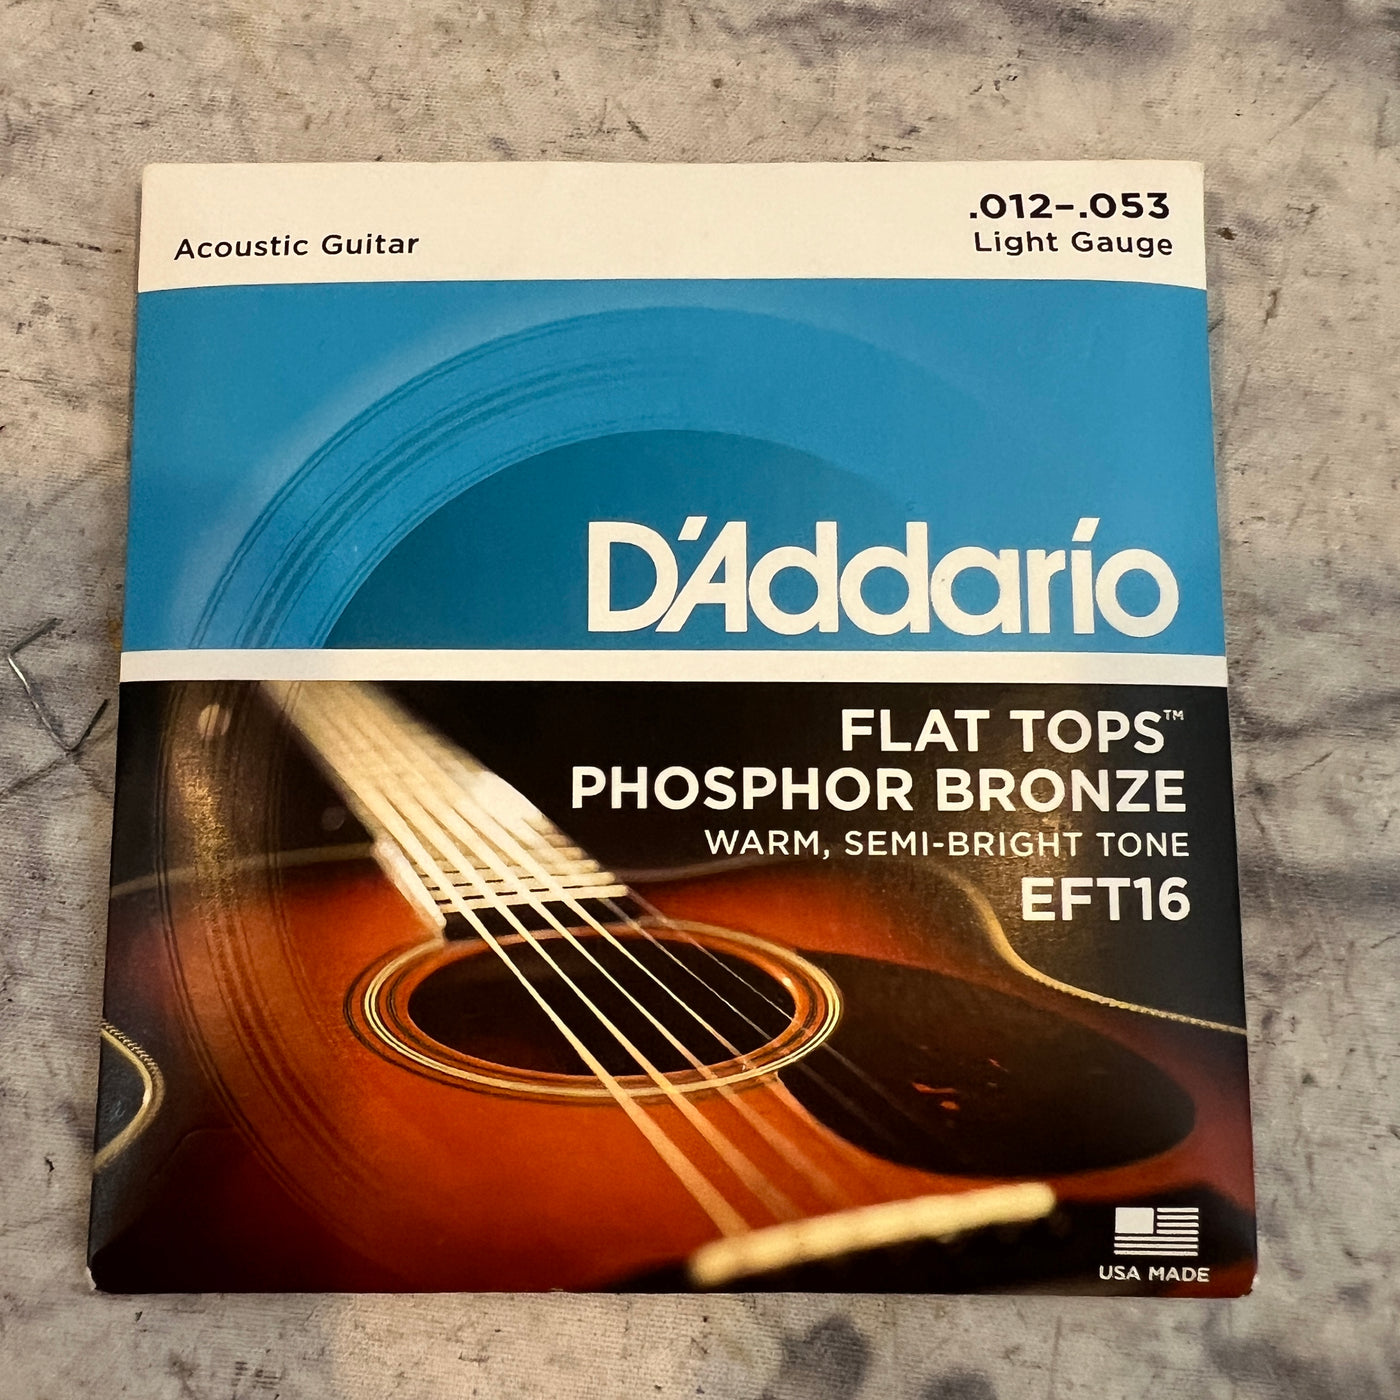 Acoustic Guitar
.012–.053
Light Gauge
D'Addario
FLAT TOPS™
PHOSPHOR BRONZE
WARM, SEMI-BRIGHT TONE
EFT16
USA MADE